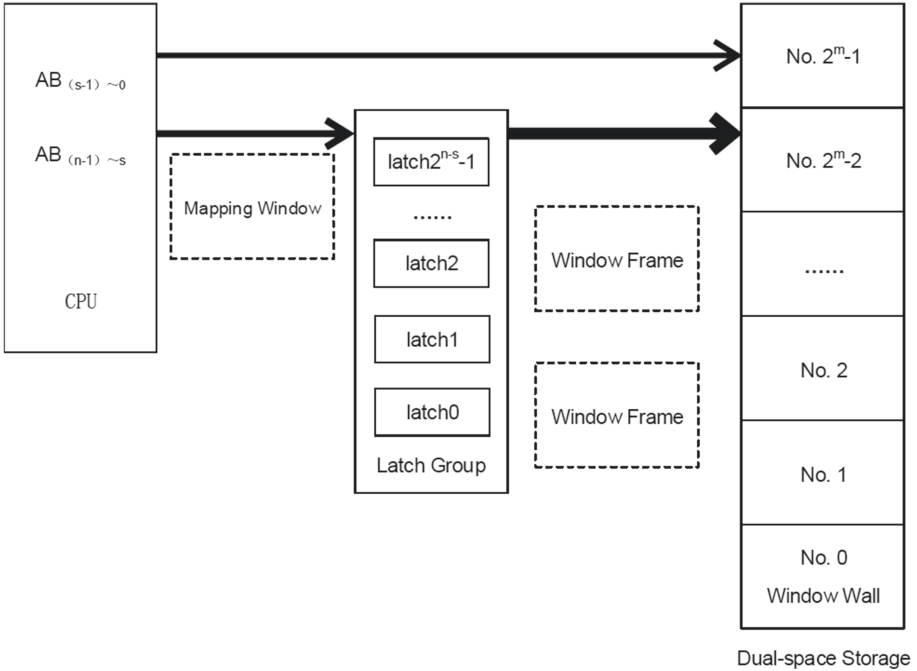 AB（s-1）～0
AB（n-1）～s
CPU
Mapping Window
latch2^n-s-1
......
latch2
latch1
latch0
Latch Group
Window Frame
Window Frame
No. 2^m-1
No. 2^m-2
......
No. 2
No. 1
No. 0
Window Wall
Dual-space Storage